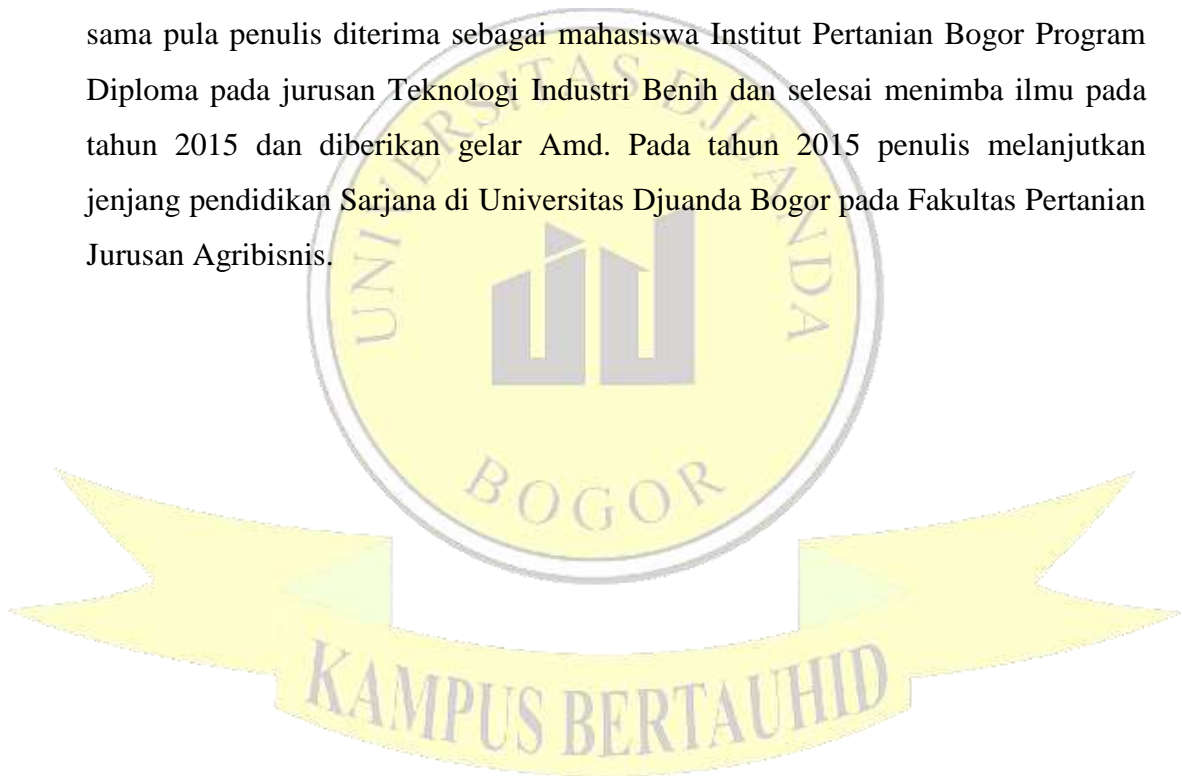 sama pula penulis diterima sebagai mahasiswa Institut Pertanian Bogor Program
Diploma pada jurusan Teknologi Industri Benih dan selesai menimba ilmu pada
tahun 2015 dan diberikan gelar Amd. Pada tahun 2015 penulis melanjutkan
jenjang pendidikan Sarjana di Universitas Djuanda Bogor pada Fakultas Pertanian
Jurusan Agribisnis.
UNIVERSITAS DJUANDA
BOGOR
KAMPUS BERTAUHID